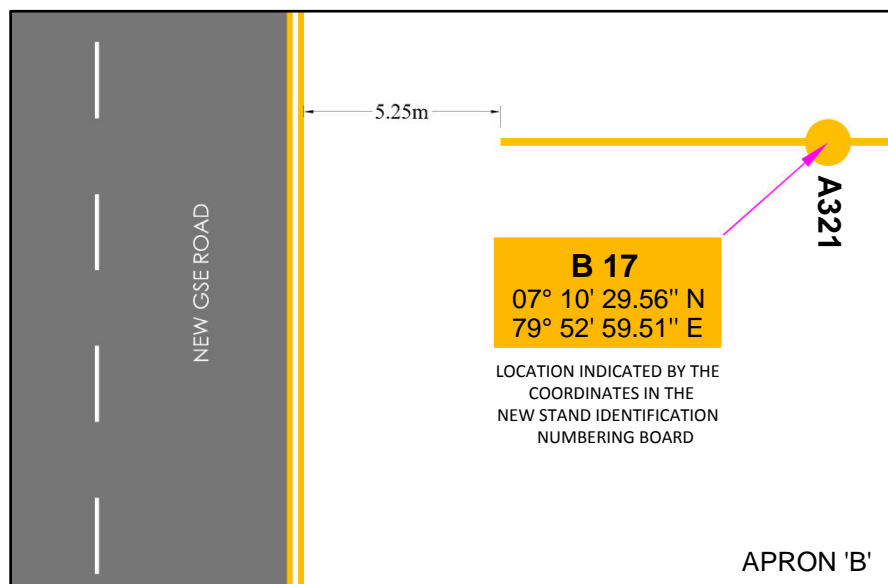 5.25m
A321
NEW GSE ROAD
B 17
07° 10' 29.56" N
79° 52' 59.51" E
LOCATION INDICATED BY THE
COORDINATES IN THE
NEW STAND IDENTIFICATION
NUMBERING BOARD
APRON 'B'